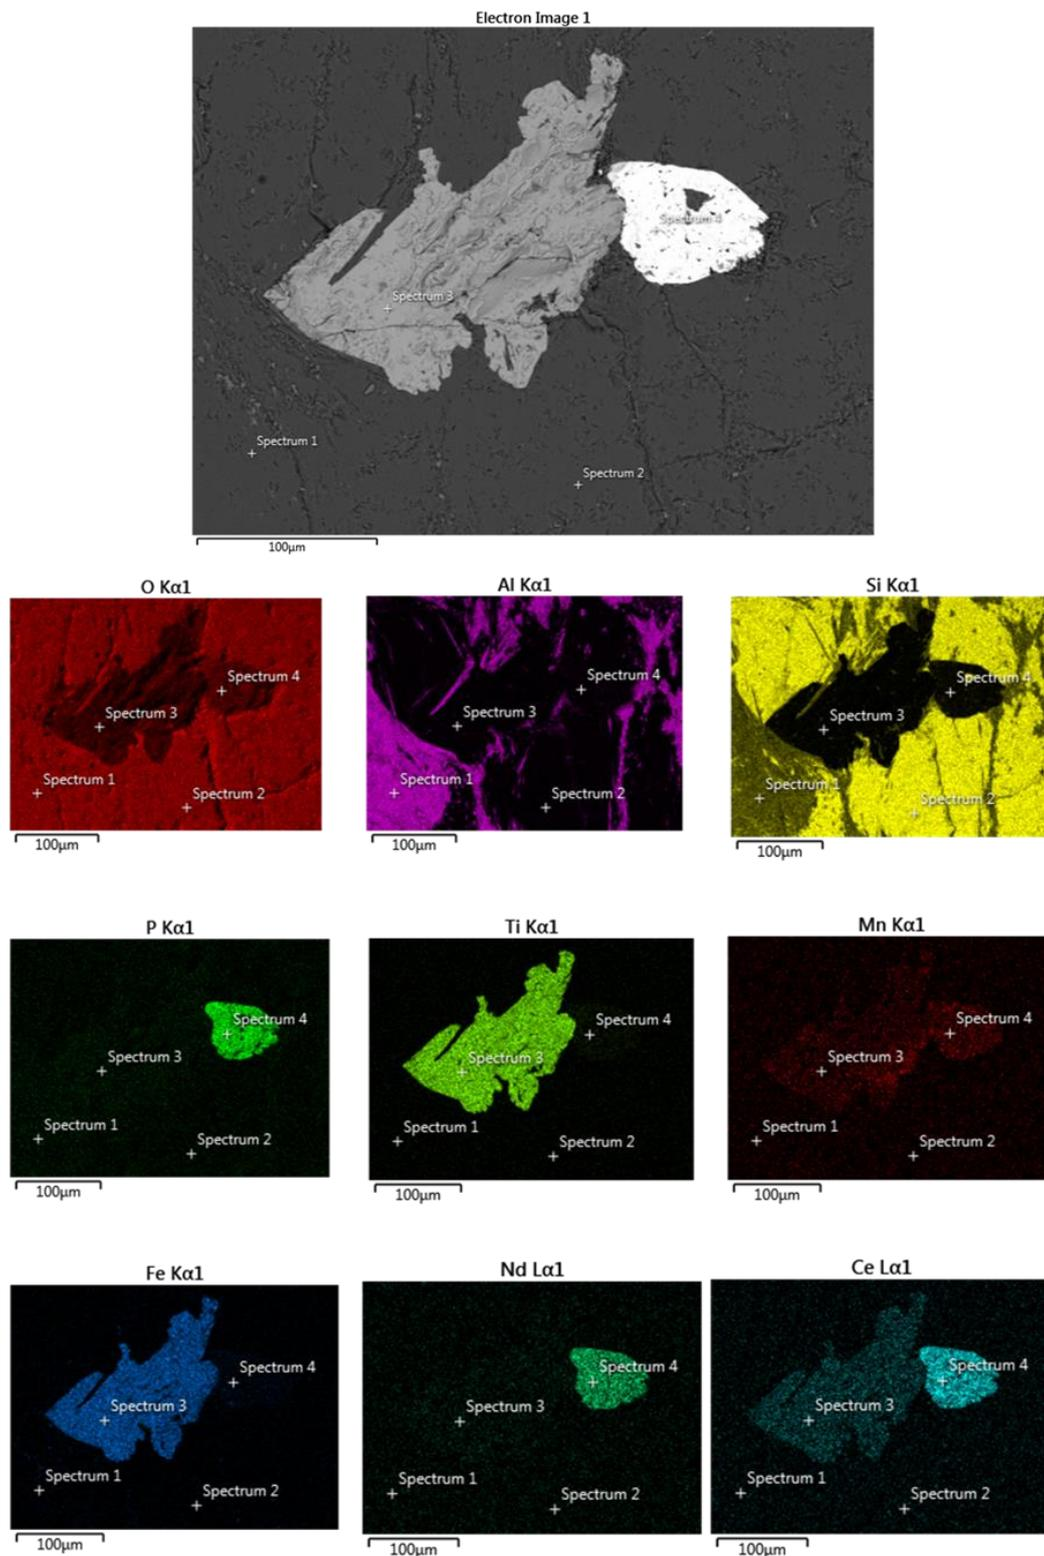 Electron Image 1
Spectrum 4
Spectrum 3
Spectrum 1
Spectrum 2
100µm
O Kα1
Spectrum 4
Spectrum 3
Spectrum 1
Spectrum 2
100µm
Al Kα1
Spectrum 4
Spectrum 3
Spectrum 1
Spectrum 2
100µm
Si Kα1
Spectrum 4
Spectrum 3
Spectrum 1
Spectrum 2
100µm
P Kα1
Spectrum 4
Spectrum 3
Spectrum 1
Spectrum 2
100µm
Ti Kα1
Spectrum 4
Spectrum 3
Spectrum 1
Spectrum 2
100µm
Mn Kα1
Spectrum 4
Spectrum 3
Spectrum 1
Spectrum 2
100µm
Fe Kα1
Spectrum 4
Spectrum 3
Spectrum 1
Spectrum 2
100µm
Nd Lα1
Spectrum 4
Spectrum 3
Spectrum 1
Spectrum 2
100µm
Ce Lα1
Spectrum 4
Spectrum 3
Spectrum 1
Spectrum 2
100µm